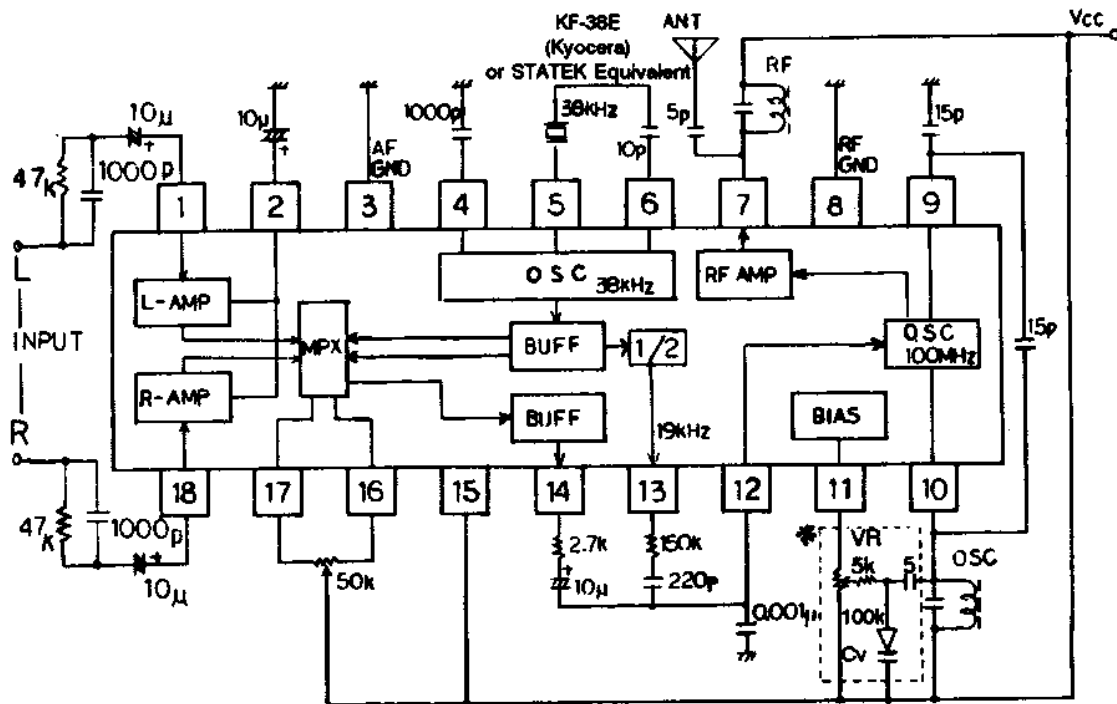 KF-38E
(Kyocera)
or STATEK Equivalent
ANT
Vcc
RF
10μ
1000p
47k
10μ
AF GND
1000p
38kHz
10p
5p
RF GND
15p
1
2
3
4
5
6
7
8
9
L
INPUT
R
L-AMP
R-AMP
MPX
OSC 38kHz
BUFF
1/2
BUFF
19kHz
RF AMP
OSC 100MHz
BIAS
15p
18
17
16
15
14
13
12
11
10
47k
1000p
10μ
50k
2.7k
10μ
150k
220p
0.001μ
*
VR
5k
5
100k
Cv
OSC